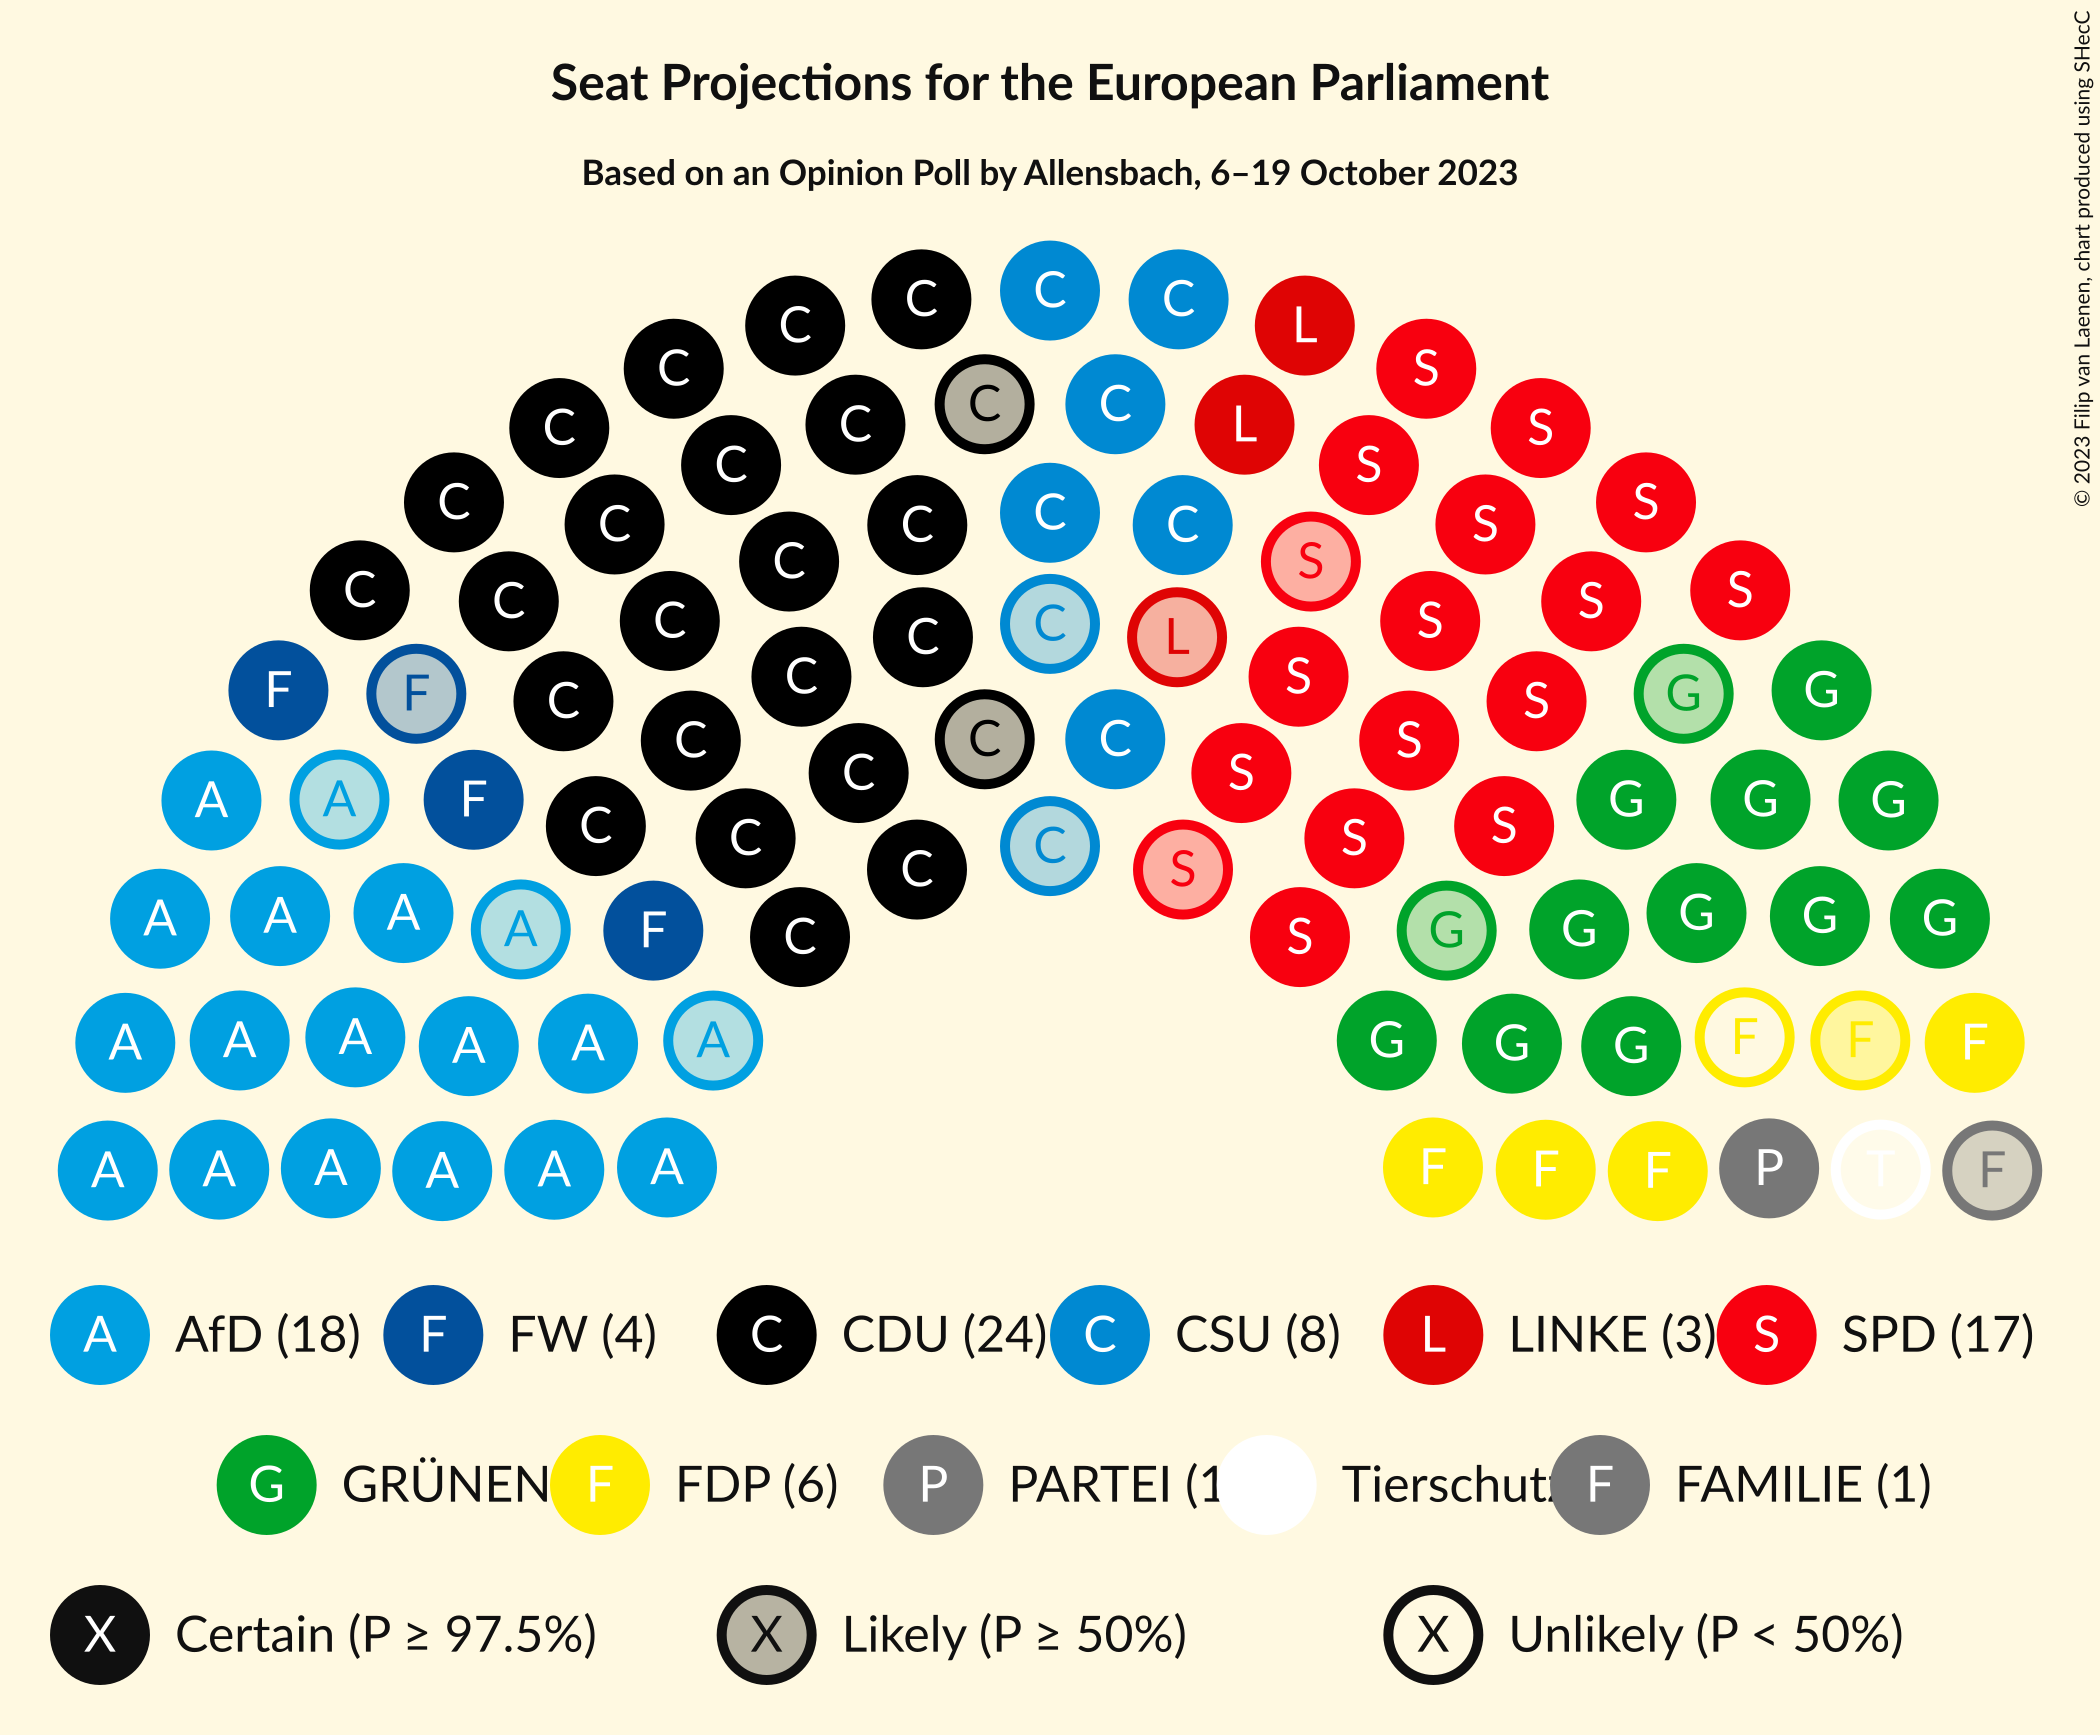 Seat Projections for the European Parliament
Based on an Opinion Poll by Allensbach, 6–19 October 2023
© 2023 Filip van Laenen, chart produced using SHecC
C C C C C
C L
C S
C C C L
C S
C S
C C
C C S
C S
C S
C C
C L
C S
C S
C S
C S
F F C C C S S S G G
C C
C S
A A F C C S S G G G
C
C S
A A A A F C S G G G G G
A A A A A A G G G F F F
A A A A A A F F F P T F
A AfD (18) F FW (4) C CDU (24) C CSU (8) L LINKE (3) S SPD (17)
G GRÜNEN F FDP (6) P PARTEI (1 Tierschutz F FAMILIE (1)
X Certain (P ≥ 97.5%) X Likely (P ≥ 50%) X Unlikely (P < 50%)